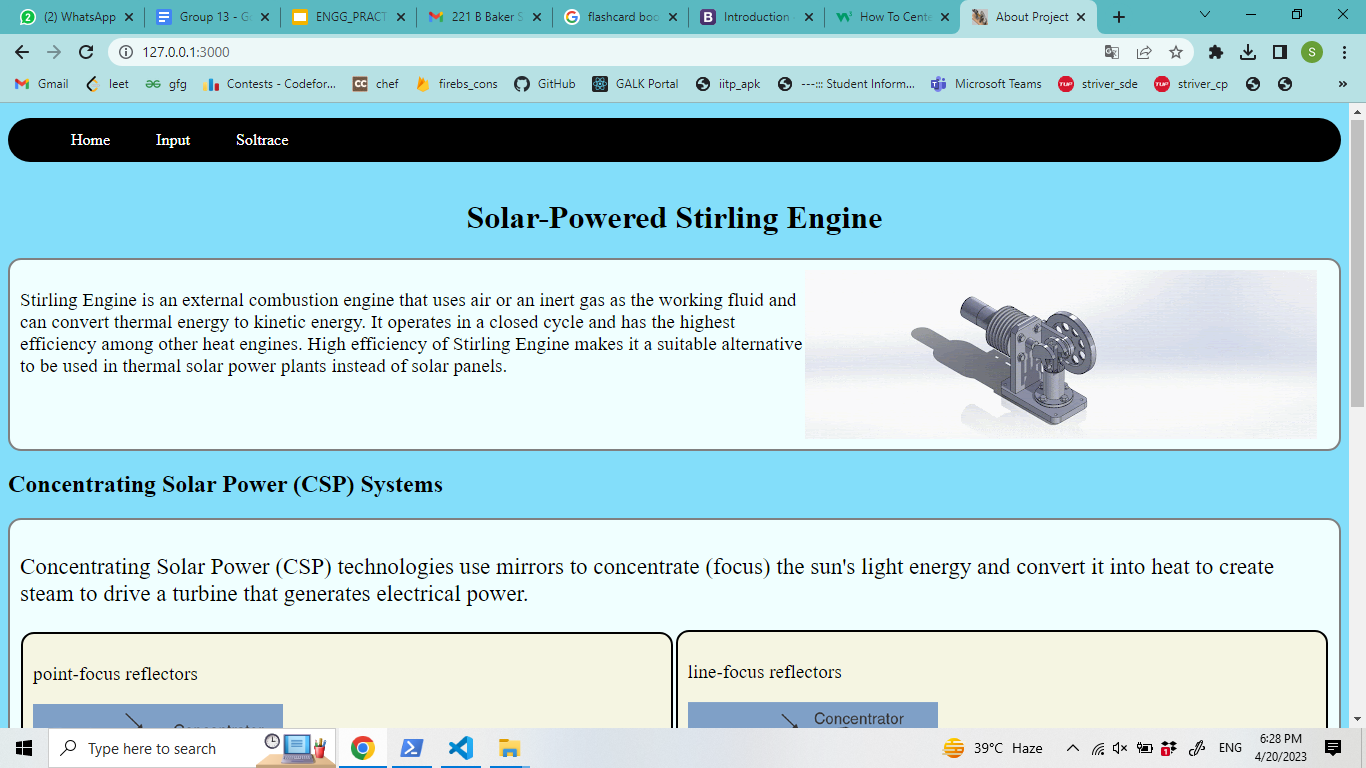 (2) WhatsApp
Group 13 - G
ENGG_PRACT
221 B Baker S
flashcard boo
Introduction
How To Cente
About Project
127.0.0.1:3000
S
Gmail
leet
gfg
Contests - Codefor...
chef
firebs_cons
GitHub
GALK Portal
iitp_apk
---::: Student Inform...
Microsoft Teams
striver_sde
striver_cp
»
Home
Input
Soltrace
Solar-Powered Stirling Engine
Stirling Engine is an external combustion engine that uses air or an inert gas as the working fluid and
can convert thermal energy to kinetic energy. It operates in a closed cycle and has the highest
efficiency among other heat engines. High efficiency of Stirling Engine makes it a suitable alternative
to be used in thermal solar power plants instead of solar panels.
Concentrating Solar Power (CSP) Systems
Concentrating Solar Power (CSP) technologies use mirrors to concentrate (focus) the sun's light energy and convert it into heat to create
steam to drive a turbine that generates electrical power.
point-focus reflectors
line-focus reflectors
Concentrator
Type here to search
39°C Haze
ENG
6:28 PM
4/20/2023